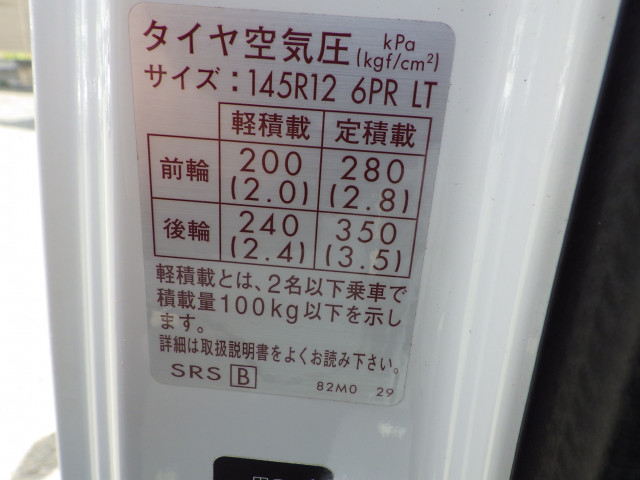 タイヤ空気圧 kPa (kgf/cm²)
サイズ：145R12 6PR LT
軽積載 定積載
前輪 200 (2.0) 280 (2.8)
後輪 240 (2.4) 350 (3.5)
軽積載とは、2名以下乗車で
積載量100kg以下を示し
ます。
詳細は取扱説明書をよくお読み下さい。
SRS B 82M0 29